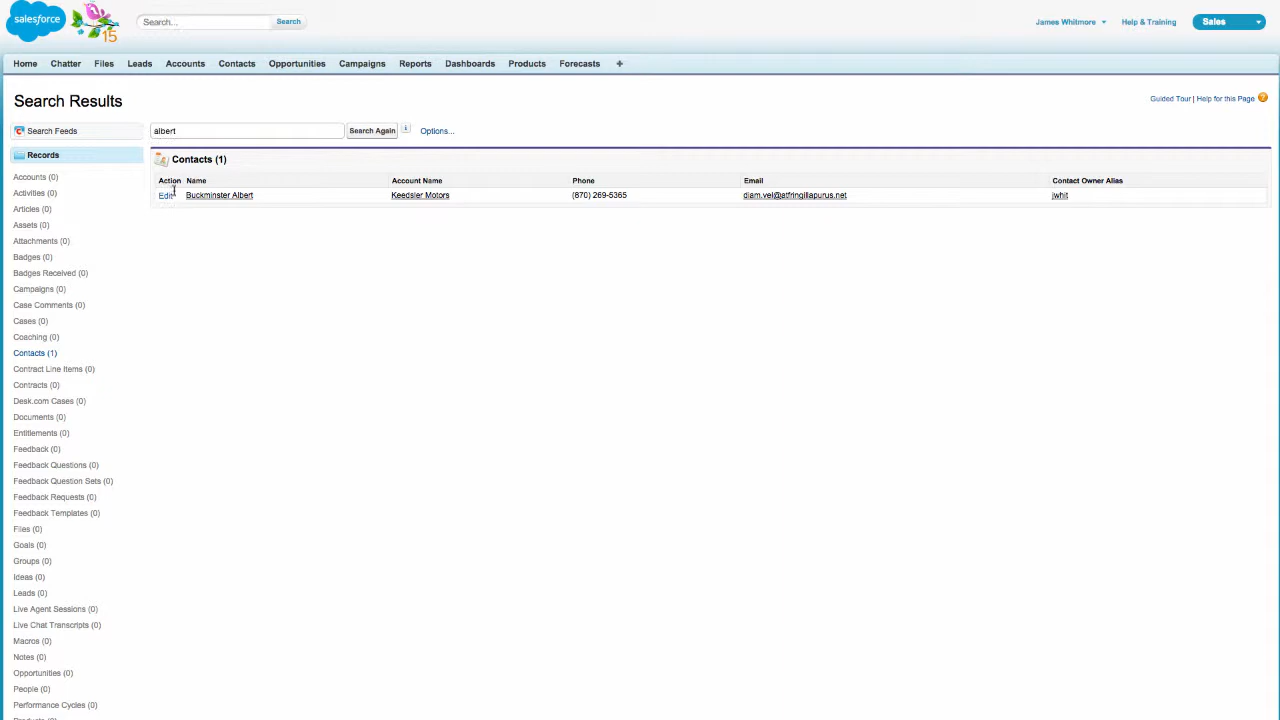 salesforce
15
Search...
Search
James Whitmore
Help & Training
Sales
Home Chatter Files Leads Accounts Contacts Opportunities Campaigns Reports Dashboards Products Forecasts +
Search Results
Guided Tour | Help for this Page ?
Search Feeds
albert
Search Again
i
Options...
Records
Contacts (1)
Action Name Account Name Phone Email Contact Owner Alias
Edit Buckminster Albert Keedsler Motors (870) 269-5365 diam.vel@atfringillapurus.net jwhit
Accounts (0)
Activities (0)
Articles (0)
Assets (0)
Attachments (0)
Badges (0)
Badges Received (0)
Campaigns (0)
Case Comments (0)
Cases (0)
Coaching (0)
Contacts (1)
Contract Line Items (0)
Contracts (0)
Desk.com Cases (0)
Documents (0)
Entitlements (0)
Feedback (0)
Feedback Questions (0)
Feedback Question Sets (0)
Feedback Requests (0)
Feedback Templates (0)
Files (0)
Goals (0)
Groups (0)
Ideas (0)
Leads (0)
Live Agent Sessions (0)
Live Chat Transcripts (0)
Macros (0)
Notes (0)
Opportunities (0)
People (0)
Performance Cycles (0)